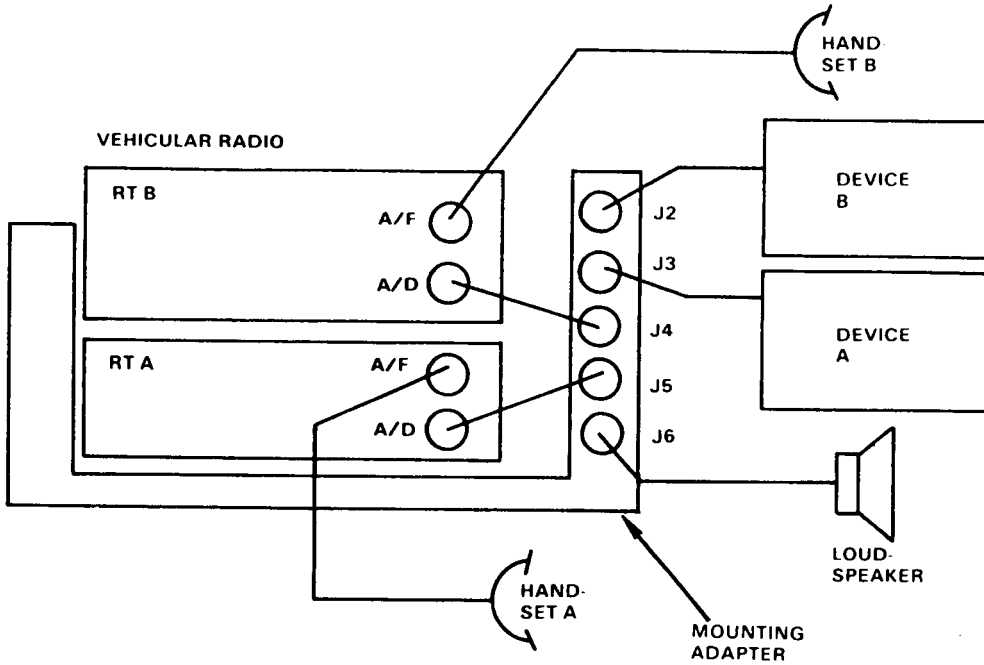 HAND-
SET B
VEHICULAR RADIO
RT B
A/F
A/D
J2
J3
J4
J5
J6
DEVICE
B
DEVICE
A
RT A
A/F
A/D
LOUD-
SPEAKER
HAND-
SET A
MOUNTING
ADAPTER